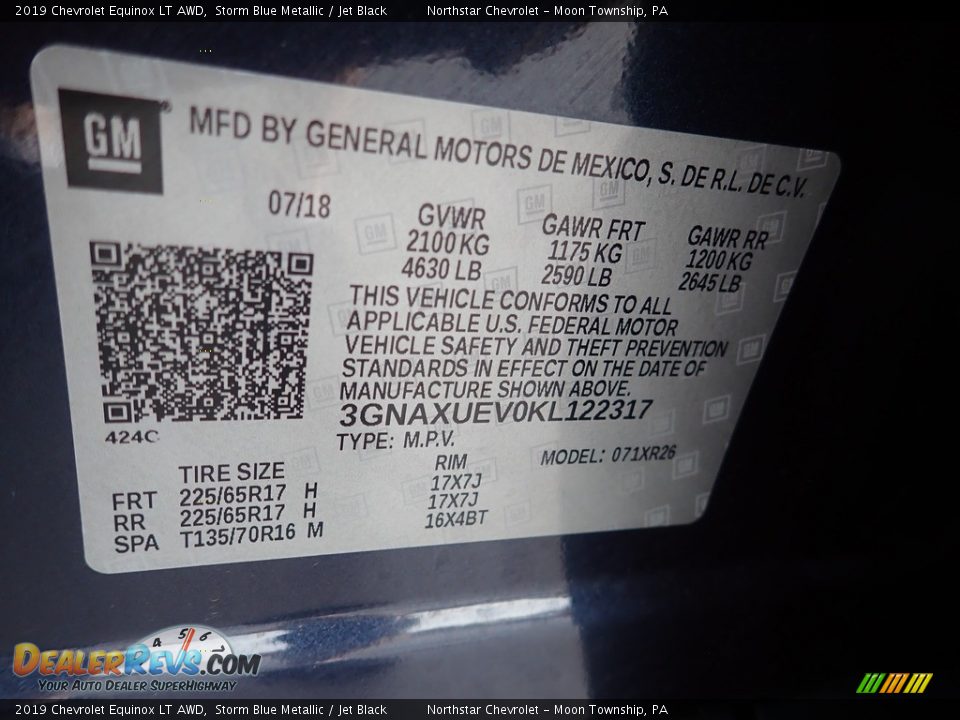 2019 Chevrolet Equinox LT AWD, Storm Blue Metallic / Jet Black Northstar Chevrolet - Moon Township, PA
GM
MFD BY GENERAL MOTORS DE MEXICO, S. DE R.L. DE C.V.
07/18
GVWR GAWR FRT GAWR RR
2100 KG 1175 KG 1200 KG
4630 LB 2590 LB 2645 LB
THIS VEHICLE CONFORMS TO ALL
APPLICABLE U.S. FEDERAL MOTOR
VEHICLE SAFETY AND THEFT PREVENTION
STANDARDS IN EFFECT ON THE DATE OF
MANUFACTURE SHOWN ABOVE.
3GNAXUEV0KL122317
424C
TYPE: M.P.V. MODEL: 071XR26
TIRE SIZE RIM
FRT 225/65R17 H 17X7J
RR 225/65R17 H 17X7J
SPA T135/70R16 M 16X4BT
4 5 6
DEALERREVS.COM
YOUR AUTO DEALER SUPERHIGHWAY
2019 Chevrolet Equinox LT AWD, Storm Blue Metallic / Jet Black Northstar Chevrolet - Moon Township, PA